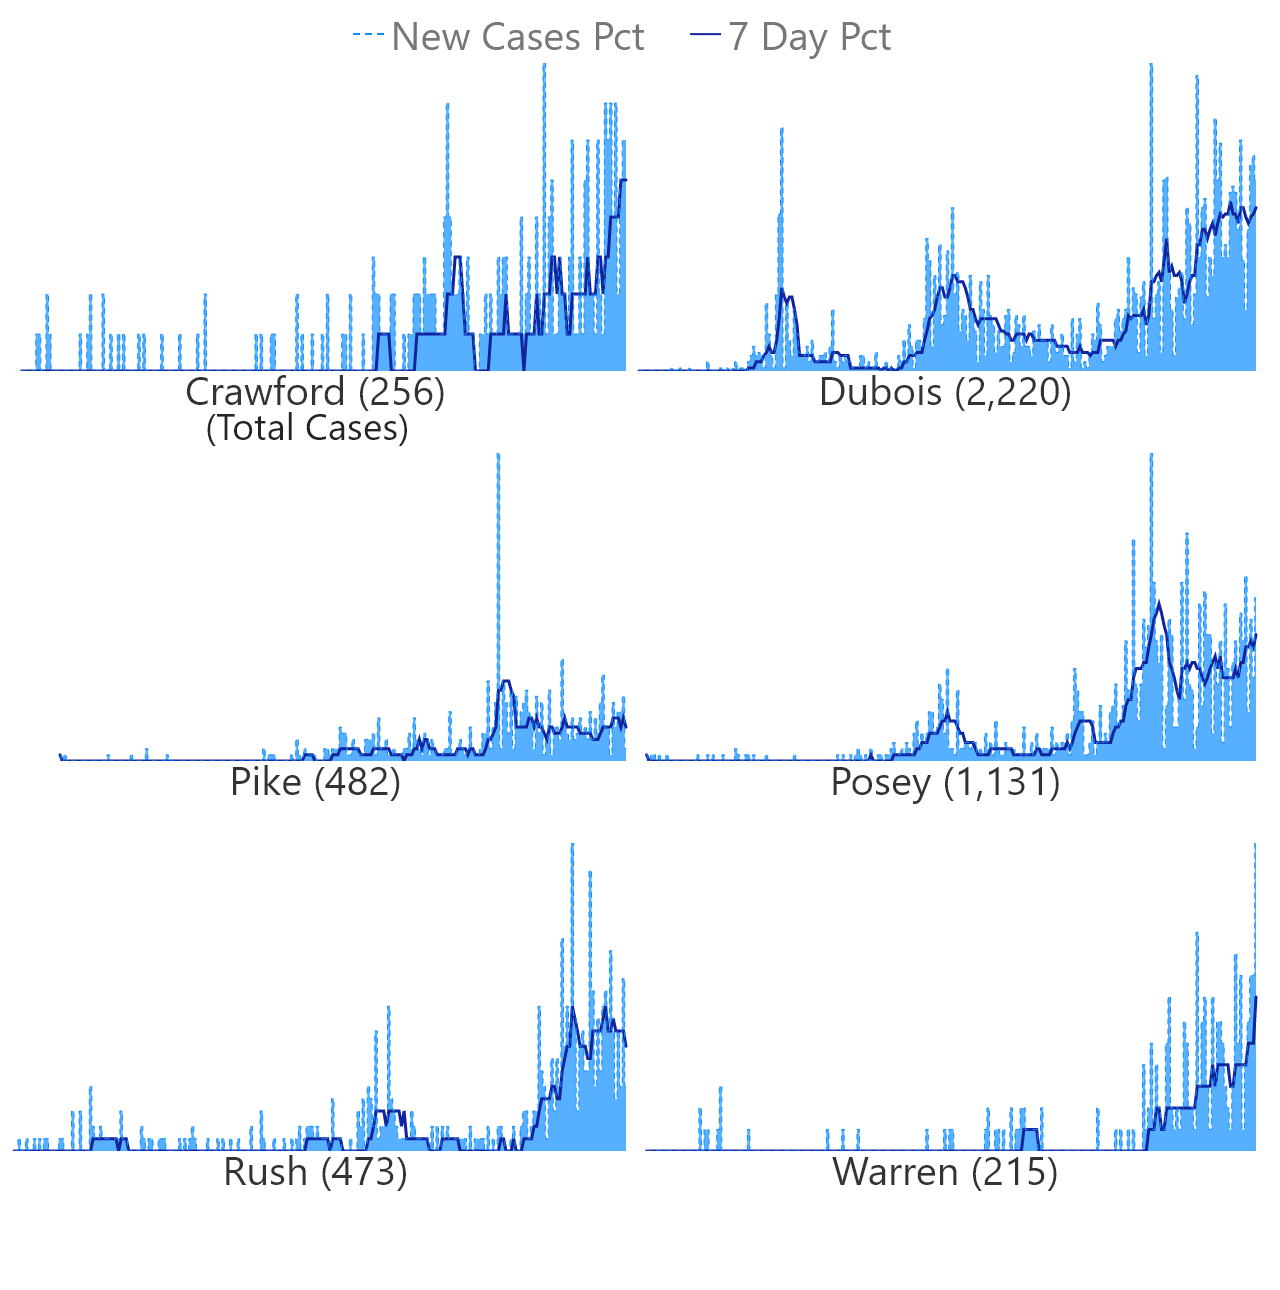 New Cases Pct 7 Day Pct
Crawford (256) Dubois (2,220)
(Total Cases)
Pike (482) Posey (1,131)
Rush (473) Warren (215)